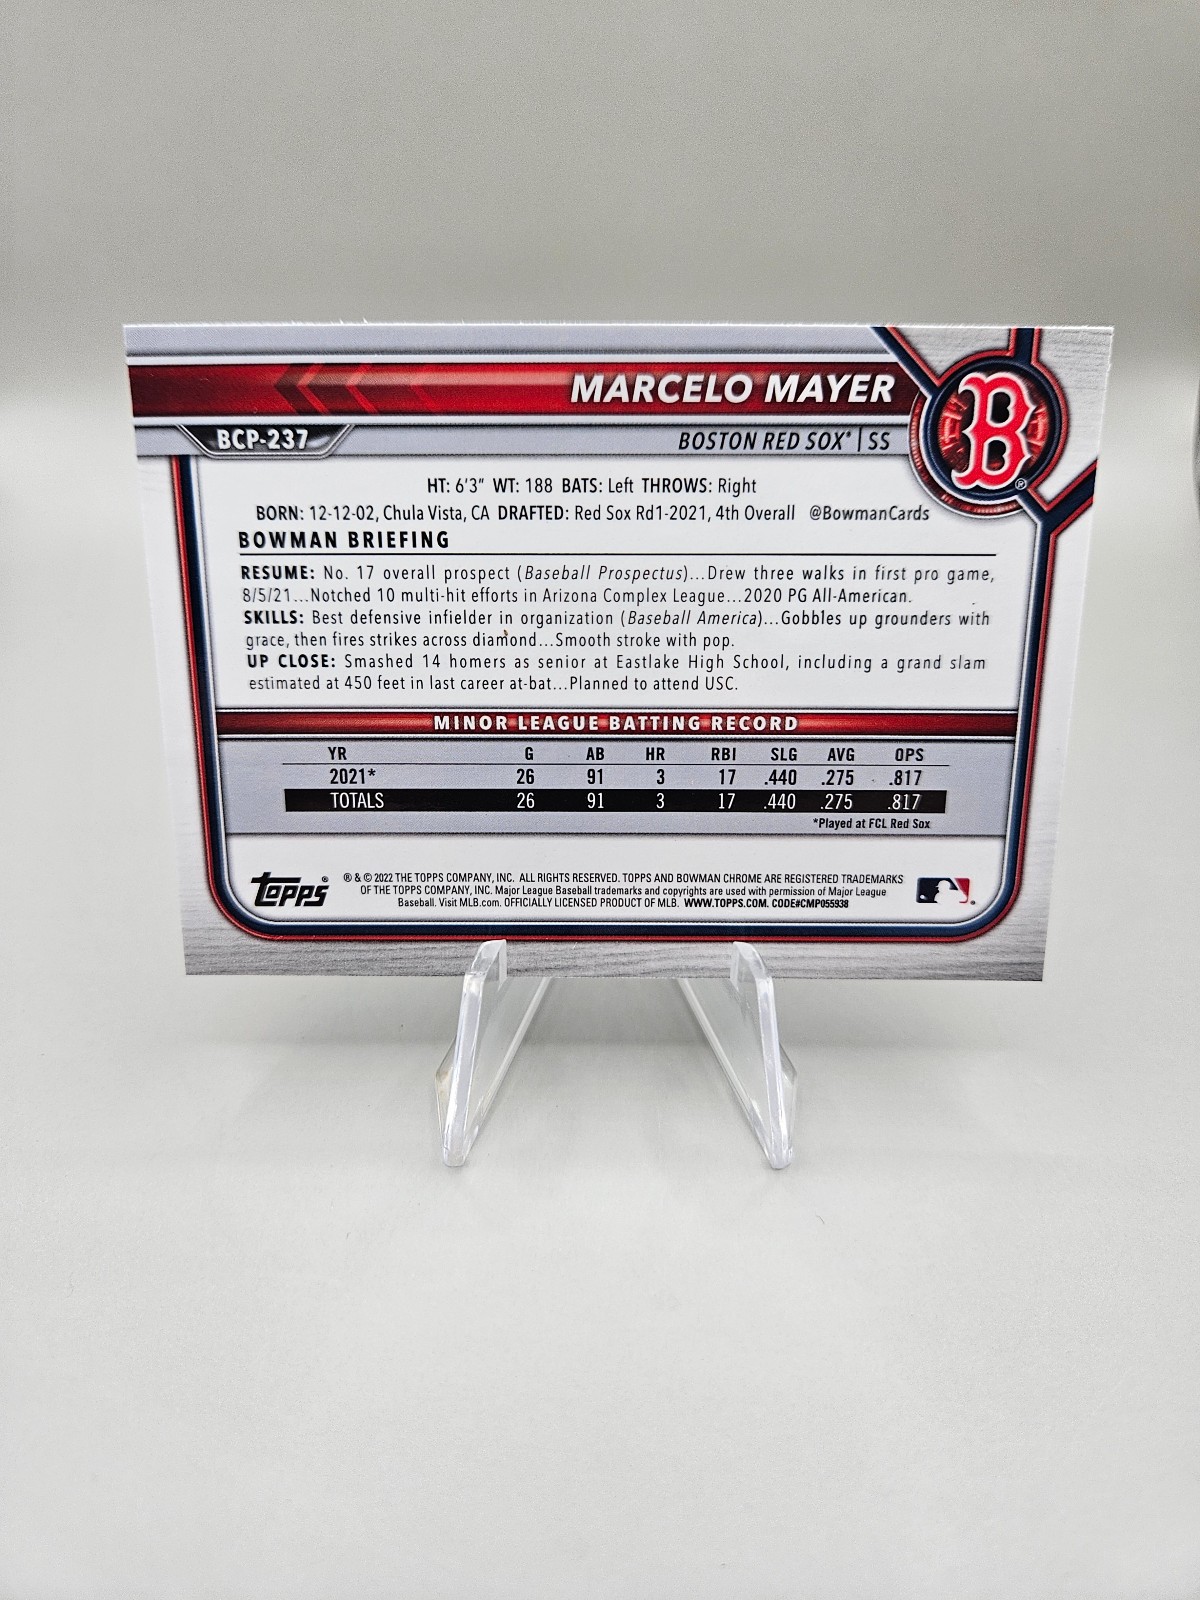 MARCELO MAYER
BCP-237
BOSTON RED SOX® | SS
B
®
HT: 6'3" WT: 188 BATS: Left THROWS: Right
BORN: 12-12-02, Chula Vista, CA DRAFTED: Red Sox Rd1-2021, 4th Overall @BowmanCards
BOWMAN BRIEFING
RESUME: No. 17 overall prospect (Baseball Prospectus)...Drew three walks in first pro game,
8/5/21...Notched 10 multi-hit efforts in Arizona Complex League...2020 PG All-American.
SKILLS: Best defensive infielder in organization (Baseball America)...Gobbles up grounders with
grace, then fires strikes across diamond...Smooth stroke with pop.
UP CLOSE: Smashed 14 homers as senior at Eastlake High School, including a grand slam
estimated at 450 feet in last career at-bat...Planned to attend USC.
MINOR LEAGUE BATTING RECORD
YR G AB HR RBI SLG AVG OPS
2021* 26 91 3 17 .440 .275 .817
TOTALS 26 91 3 17 .440 .275 .817
*Played at FCL Red Sox
topps®
® & © 2022 THE TOPPS COMPANY, INC. ALL RIGHTS RESERVED. TOPPS AND BOWMAN CHROME ARE REGISTERED TRADEMARKS
OF THE TOPPS COMPANY, INC. Major League Baseball trademarks and copyrights are used with permission of Major League
Baseball. Visit MLB.com. OFFICIALLY LICENSED PRODUCT OF MLB. WWW.TOPPS.COM. CODE#CMP055938